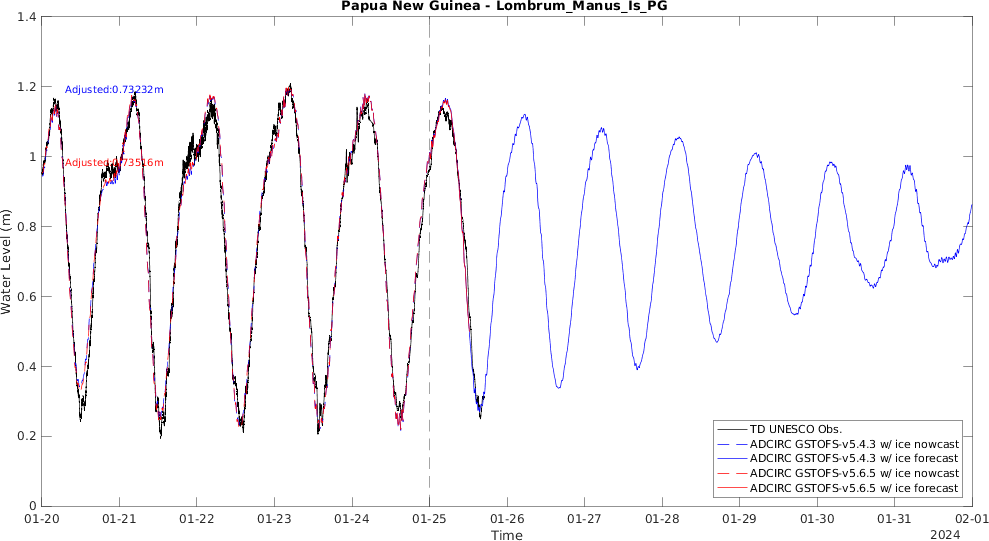 Papua New Guinea - Lombrum_Manus_Is_PG
1.4
1.2
1
0.8
0.6
0.4
0.2
0
Water Level (m)
Adjusted:0.73232m
Adjusted:0.73516m
TD UNESCO Obs.
ADCIRC GSTOFS-v5.4.3 w/ ice nowcast
ADCIRC GSTOFS-v5.4.3 w/ ice forecast
ADCIRC GSTOFS-v5.6.5 w/ ice nowcast
ADCIRC GSTOFS-v5.6.5 w/ ice forecast
01-20 01-21 01-22 01-23 01-24 01-25 01-26 01-27 01-28 01-29 01-30 01-31 02-01
Time
2024